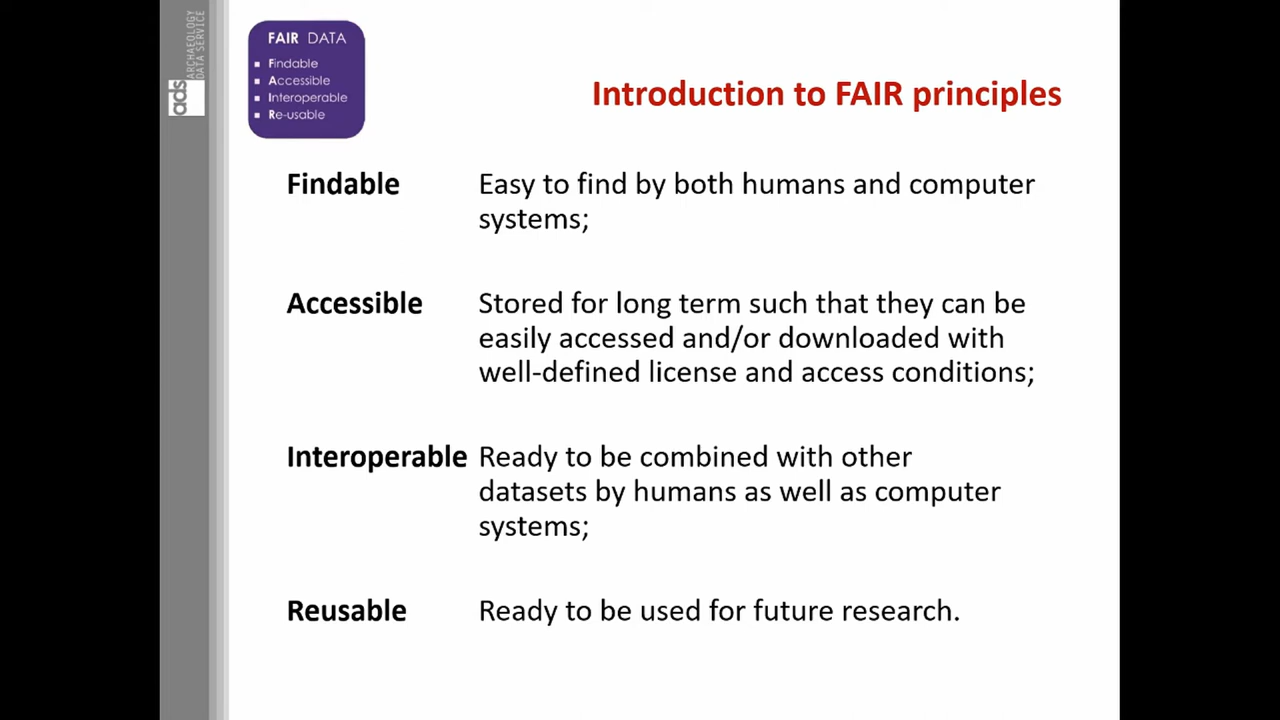 ARCHAEOLOGY
DATA SERVICE
ads
FAIR DATA
▪ Findable
▪ Accessible
▪ Interoperable
▪ Re-usable
Introduction to FAIR principles
Findable Easy to find by both humans and computer
systems;
Accessible Stored for long term such that they can be
easily accessed and/or downloaded with
well-defined license and access conditions;
Interoperable Ready to be combined with other
datasets by humans as well as computer
systems;
Reusable Ready to be used for future research.